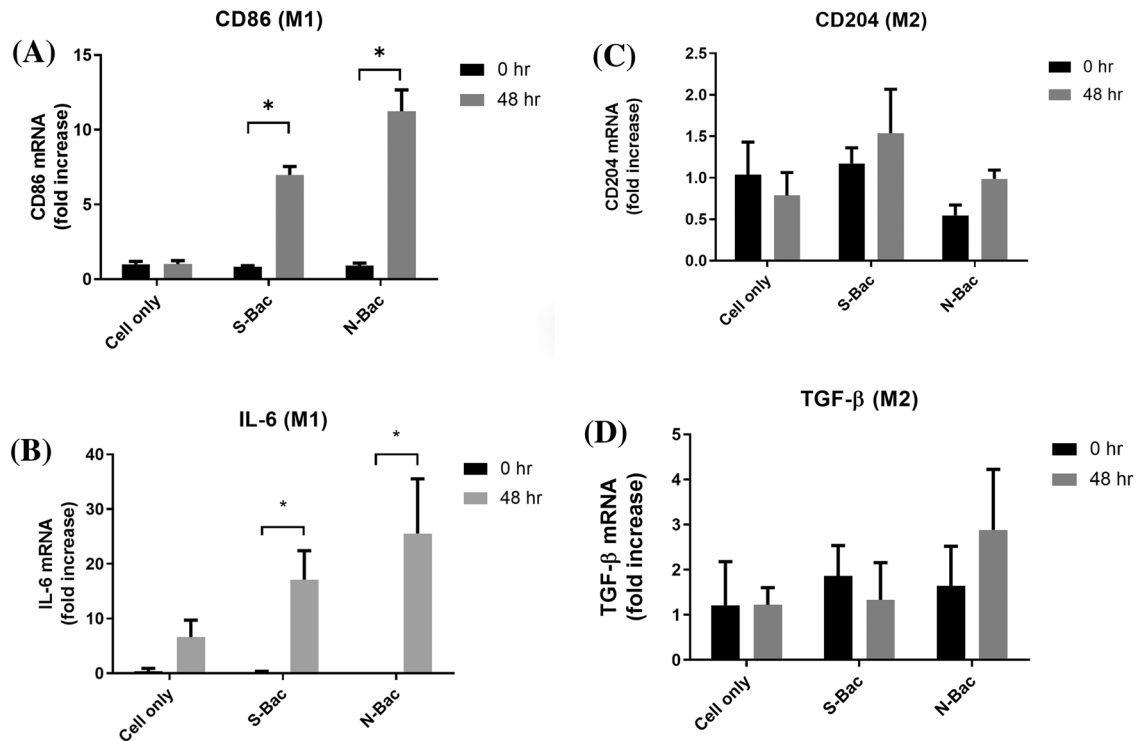 CD86 (M1)
(A)
CD86 mRNA
(fold increase)
15
10
5
0
*
*
0 hr
48 hr
Cell only
S-Bac
N-Bac
CD204 (M2)
(C)
CD204 mRNA
(fold increase)
2.5
2.0
1.5
1.0
0.5
0.0
0 hr
48 hr
Cell only
S-Bac
N-Bac
IL-6 (M1)
(B)
IL-6 mRNA
(fold increase)
40
30
20
10
0
*
*
0 hr
48 hr
Cell only
S-Bac
N-Bac
TGF-β (M2)
(D)
TGF-β mRNA
(fold increase)
5
4
3
2
1
0
0 hr
48 hr
Cell only
S-Bac
N-Bac